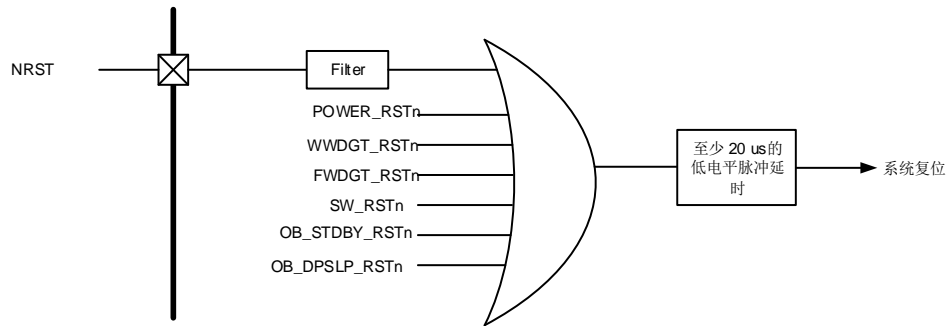 NRST
Filter
POWER_RSTn
WWDGT_RSTn
FWDGT_RSTn
SW_RSTn
OB_STDBY_RSTn
OB_DPSLP_RSTn
至少 20 us的
低电平脉冲延
时
系统复位